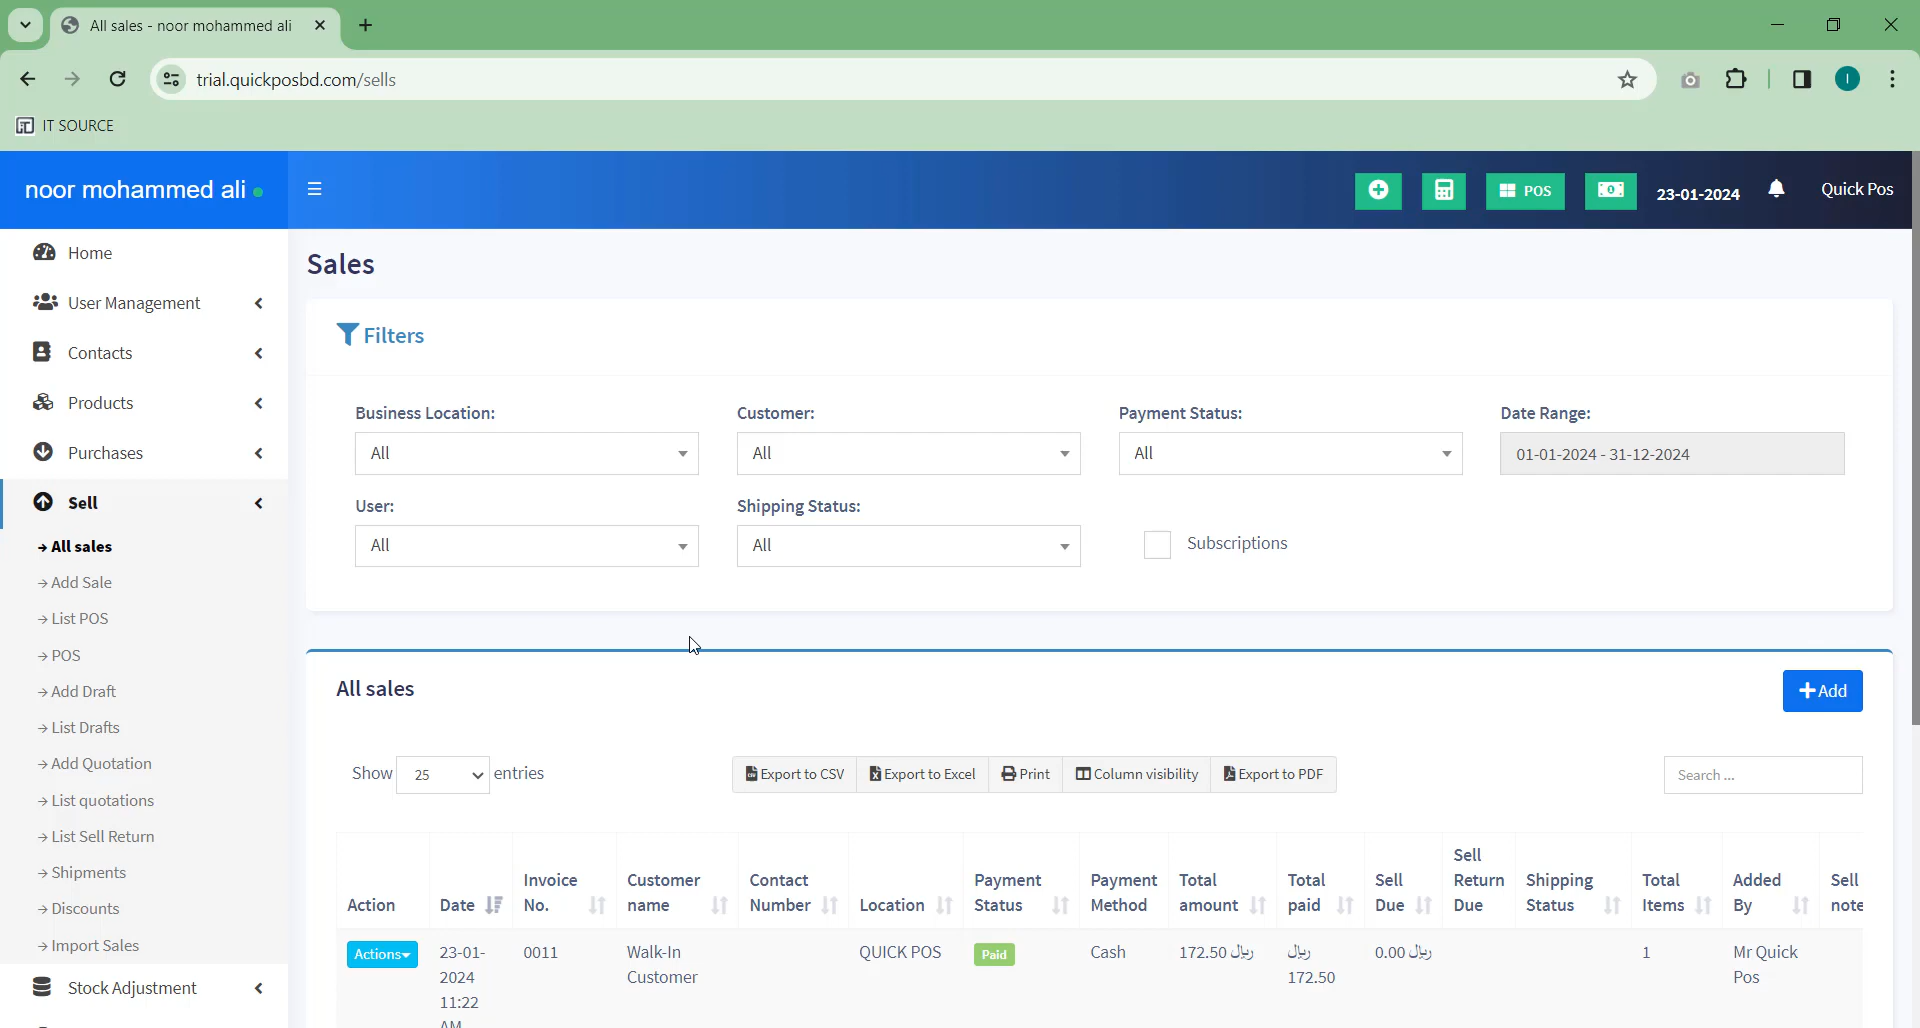 All sales - noor mohammed ali
trial.quickposbd.com/sells
I
IT SOURCE
noor mohammed ali
POS
23-01-2024
Quick Pos
Home
User Management
Contacts
Products
Purchases
Sell
All sales
Add Sale
List POS
POS
Add Draft
List Drafts
Add Quotation
List quotations
List Sell Return
Shipments
Discounts
Import Sales
Stock Adjustment
Sales
Filters
Business Location: Customer: Payment Status: Date Range:
All All All 01-01-2024 - 31-12-2024
User: Shipping Status:
All All Subscriptions
All sales
Add
Show 25 entries Export to CSV Export to Excel Print Column visibility Export to PDF Search ...
Action Date Invoice No. Customer name Contact Number Location Payment Status Payment Method Total amount Total paid Sell Due Sell Return Due Shipping Status Total Items Added By Sell note
Actions 23-01- 0011 Walk-In QUICK POS Paid Cash 172.50 ريال ريال 0.00 ريال 1 Mr Quick
2024 Customer 172.50 Pos
11:22
AM